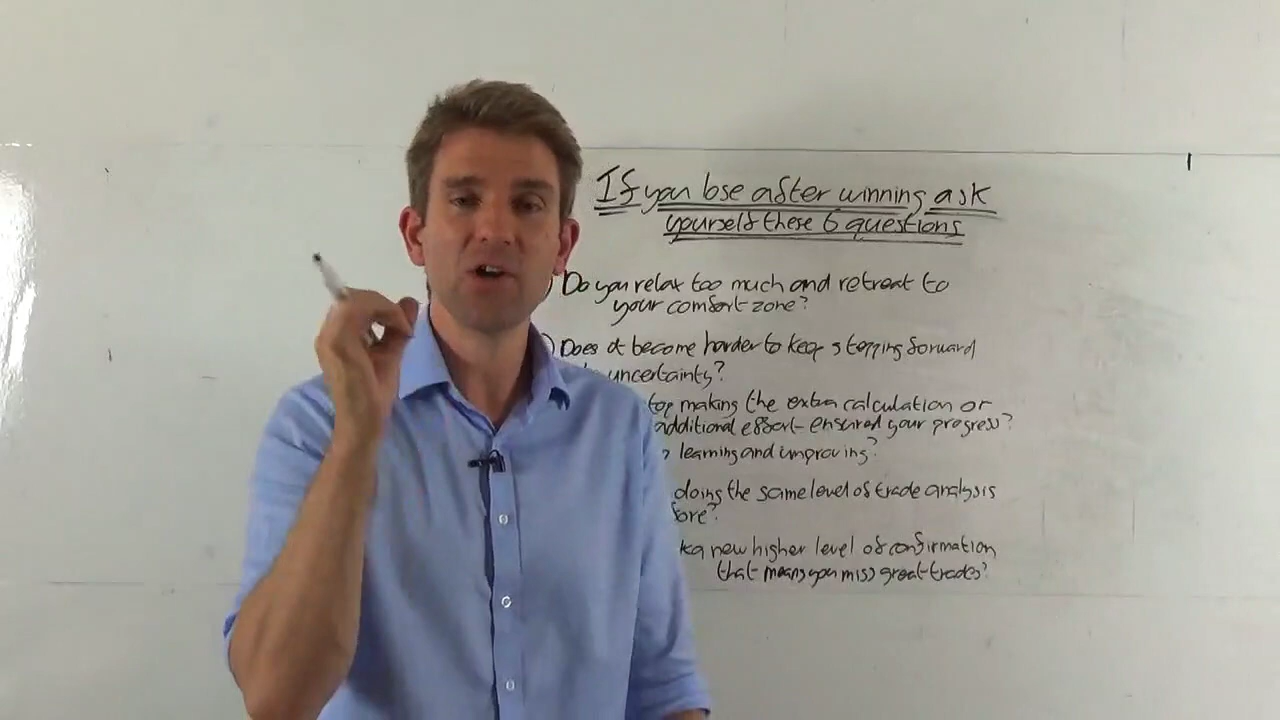 If you lose after winning ask
yourself these 6 questions
) Do you relax too much and retreat to
your comfort zone?
) Does it become harder to keep stepping forward
uncertainty?
top making the extra calculation or
additional effort ensured your progress?
learning and improving?
doing the same level of trade analysis
fore?
a new higher level of confirmation
that means you miss great trades?